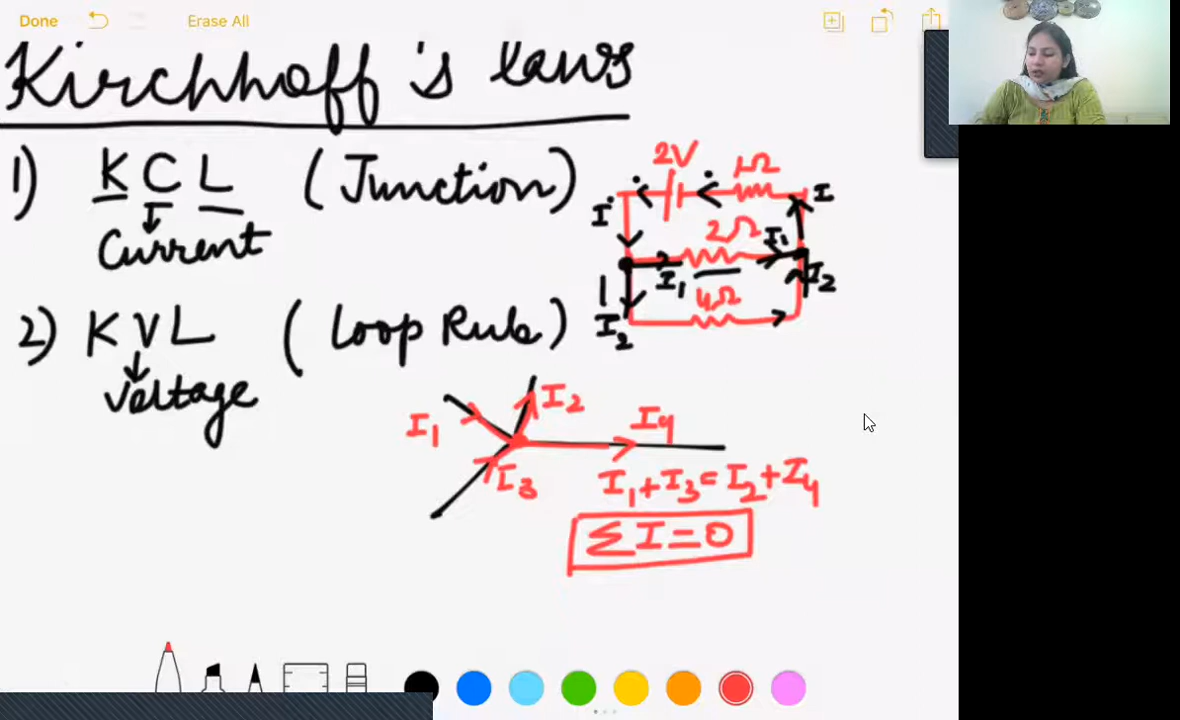 Done
Erase All
Kirchhoff's laws
1) KCL (Junction)
Current
2) KVL (Loop Rule)
Voltage
2V
1Ω
I
I
2Ω
I1
I1
I2
4Ω
I2
I1
I2
I3
I4
I1+I3=I2+I4
ΣI=0